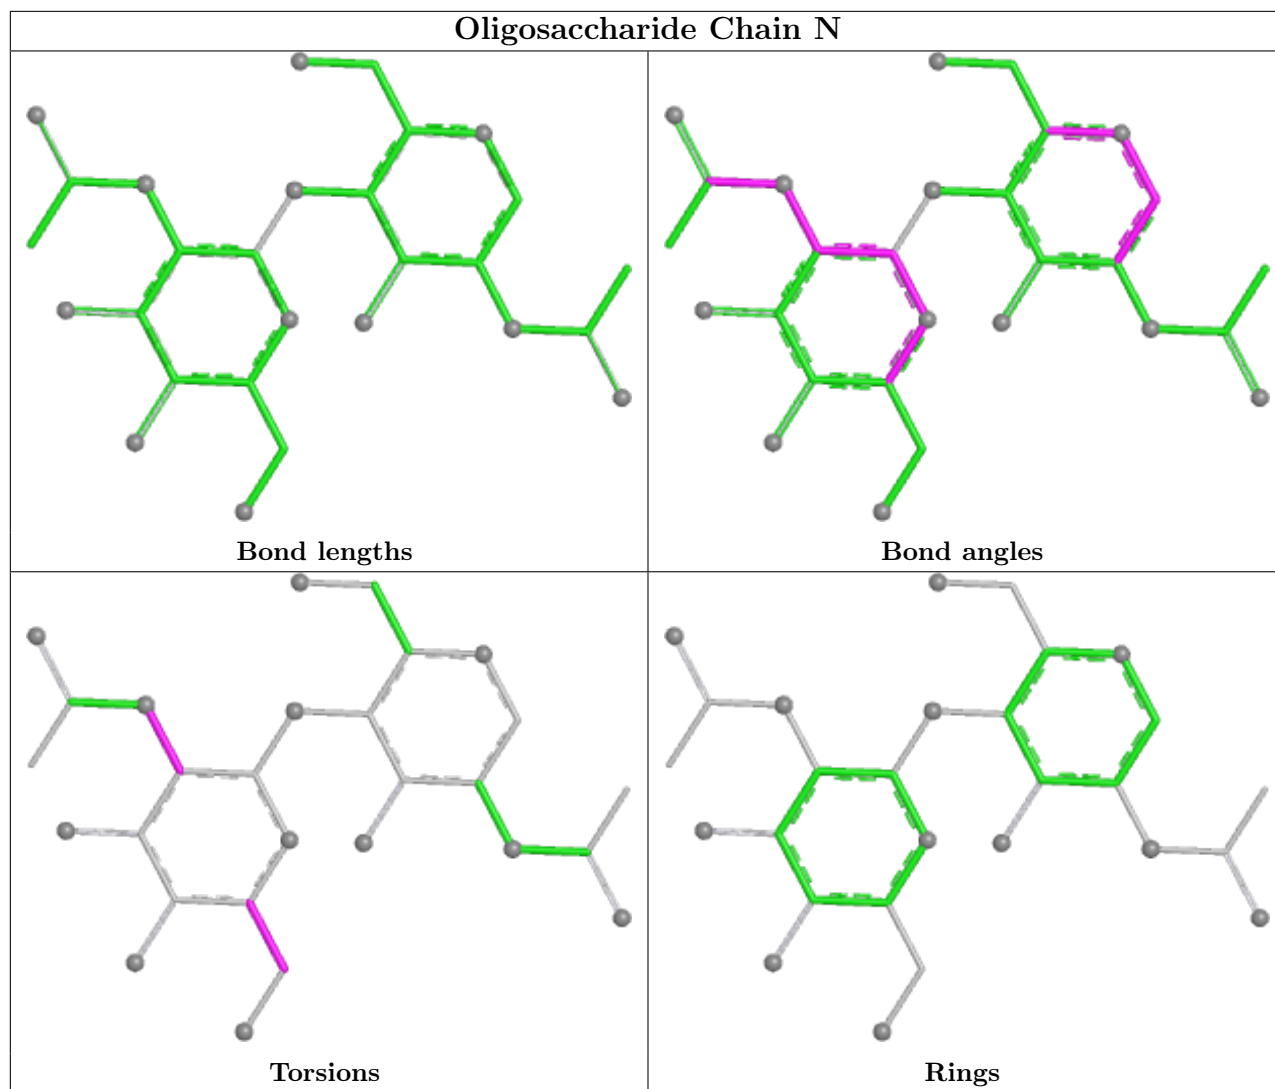 Oligosaccharide Chain N
Bond lengths
Bond angles
Torsions
Rings